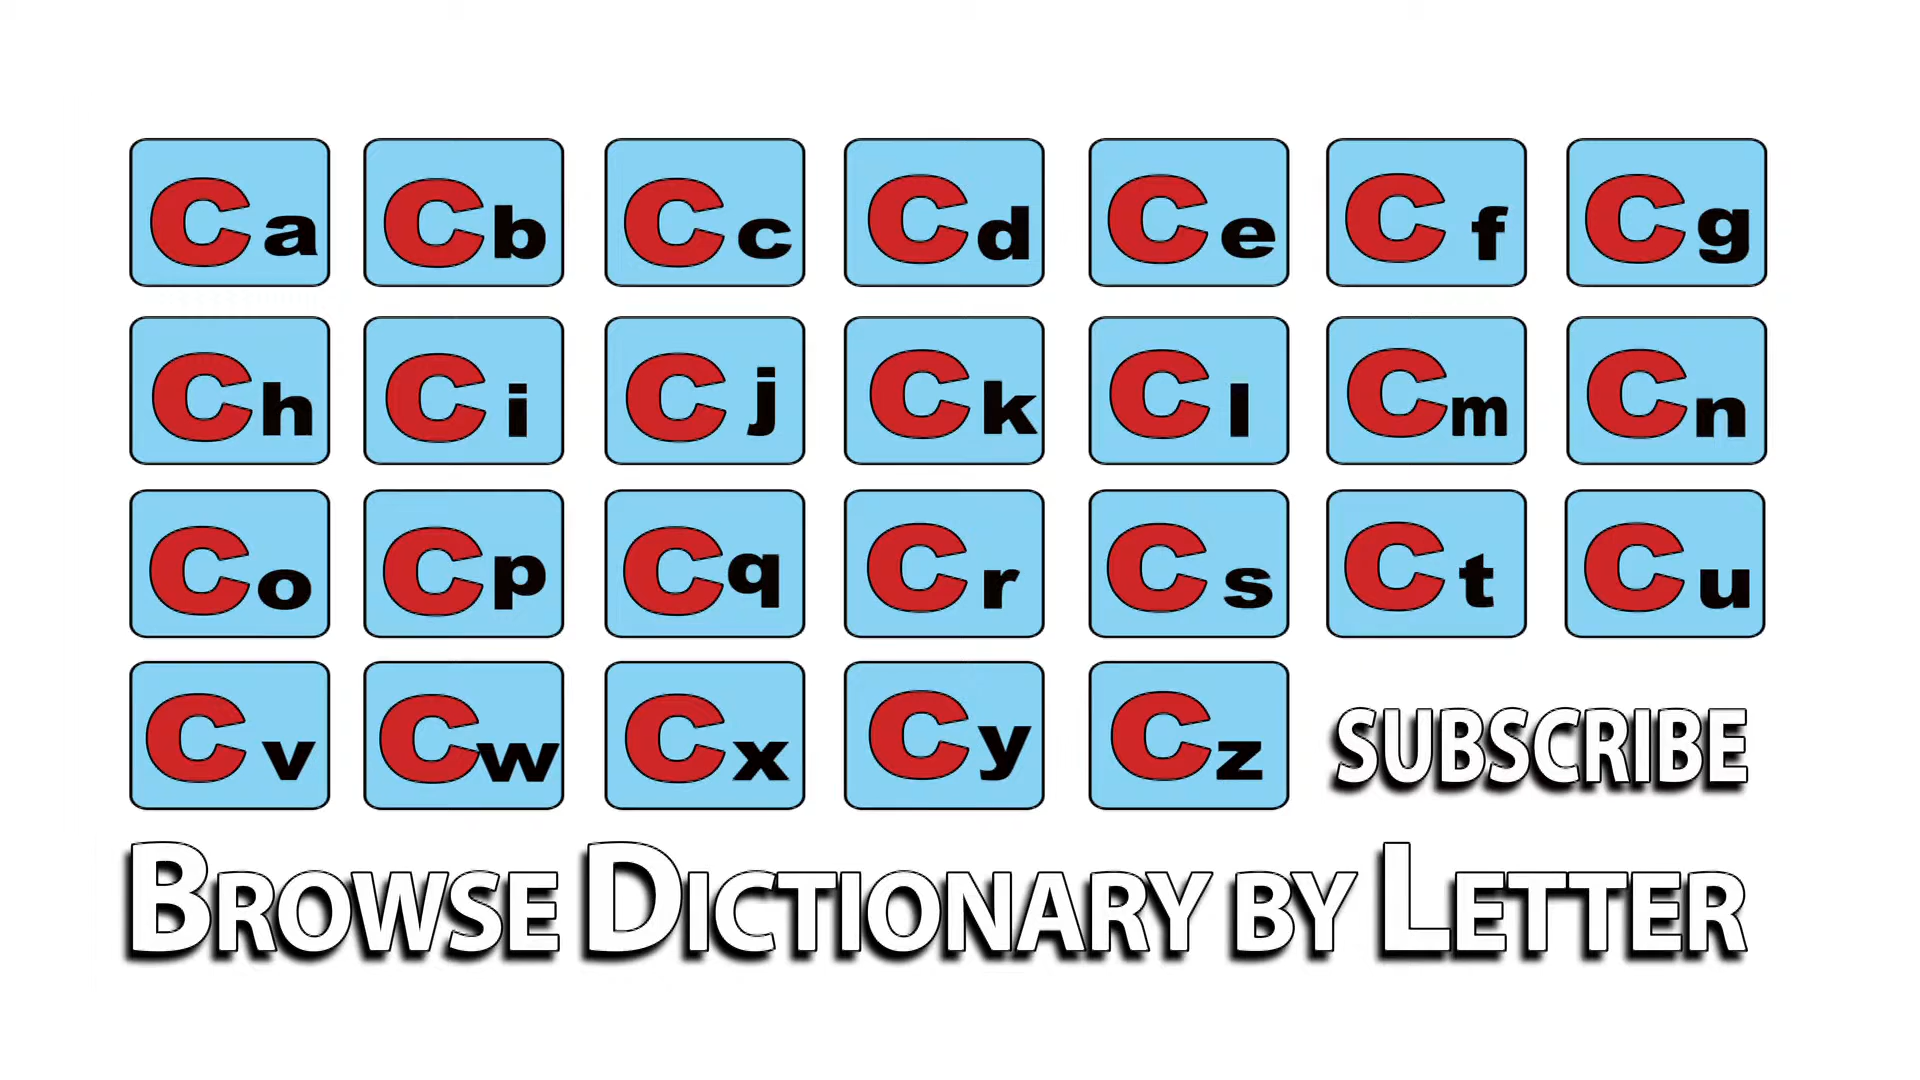 Ca Cb Cc Cd Ce Cf Cg
Ch Ci Cj Ck Cl Cm Cn
Co Cp Cq Cr Cs Ct Cu
Cv Cw Cx Cy Cz SUBSCRIBE
BROWSE DICTIONARY BY LETTER